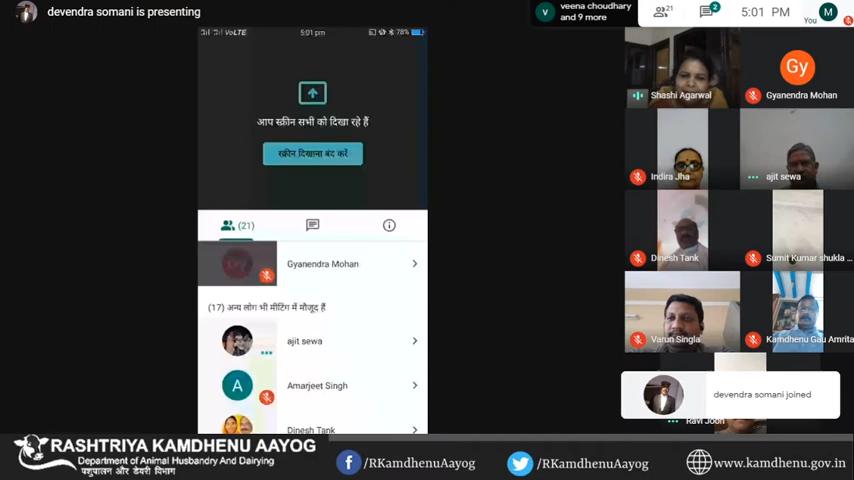 devendra somani is presenting
veena choudhary
and 9 more
V
21
2
5:01 PM
You
M
VoLTE
5:01 pm
78%
आप स्क्रीन सभी को दिखा रहे हैं
स्क्रीन दिखाना बंद करें
(21)
Gyanendra Mohan
(17) अन्य लोग भी मीटिंग में मौजूद हैं
ajit sewa
A
Amarjeet Singh
Dinesh Tank
Shashi Agarwal
Gy
Gyanendra Mohan
Indira Jha
ajit sewa
Dinesh Tank
Sumit Kumar shukla ...
Varun Singla
Kamdhenu Gau Amrita
devendra somani joined
Ravi Joon
RASHTRIYA KAMDHENU AAYOG
Department of Animal Husbandry And Dairying
पशुपालन और डेयरी विभाग
/RKamdhenuAayog
/RKamdhenuAayog
www.kamdhenu.gov.in